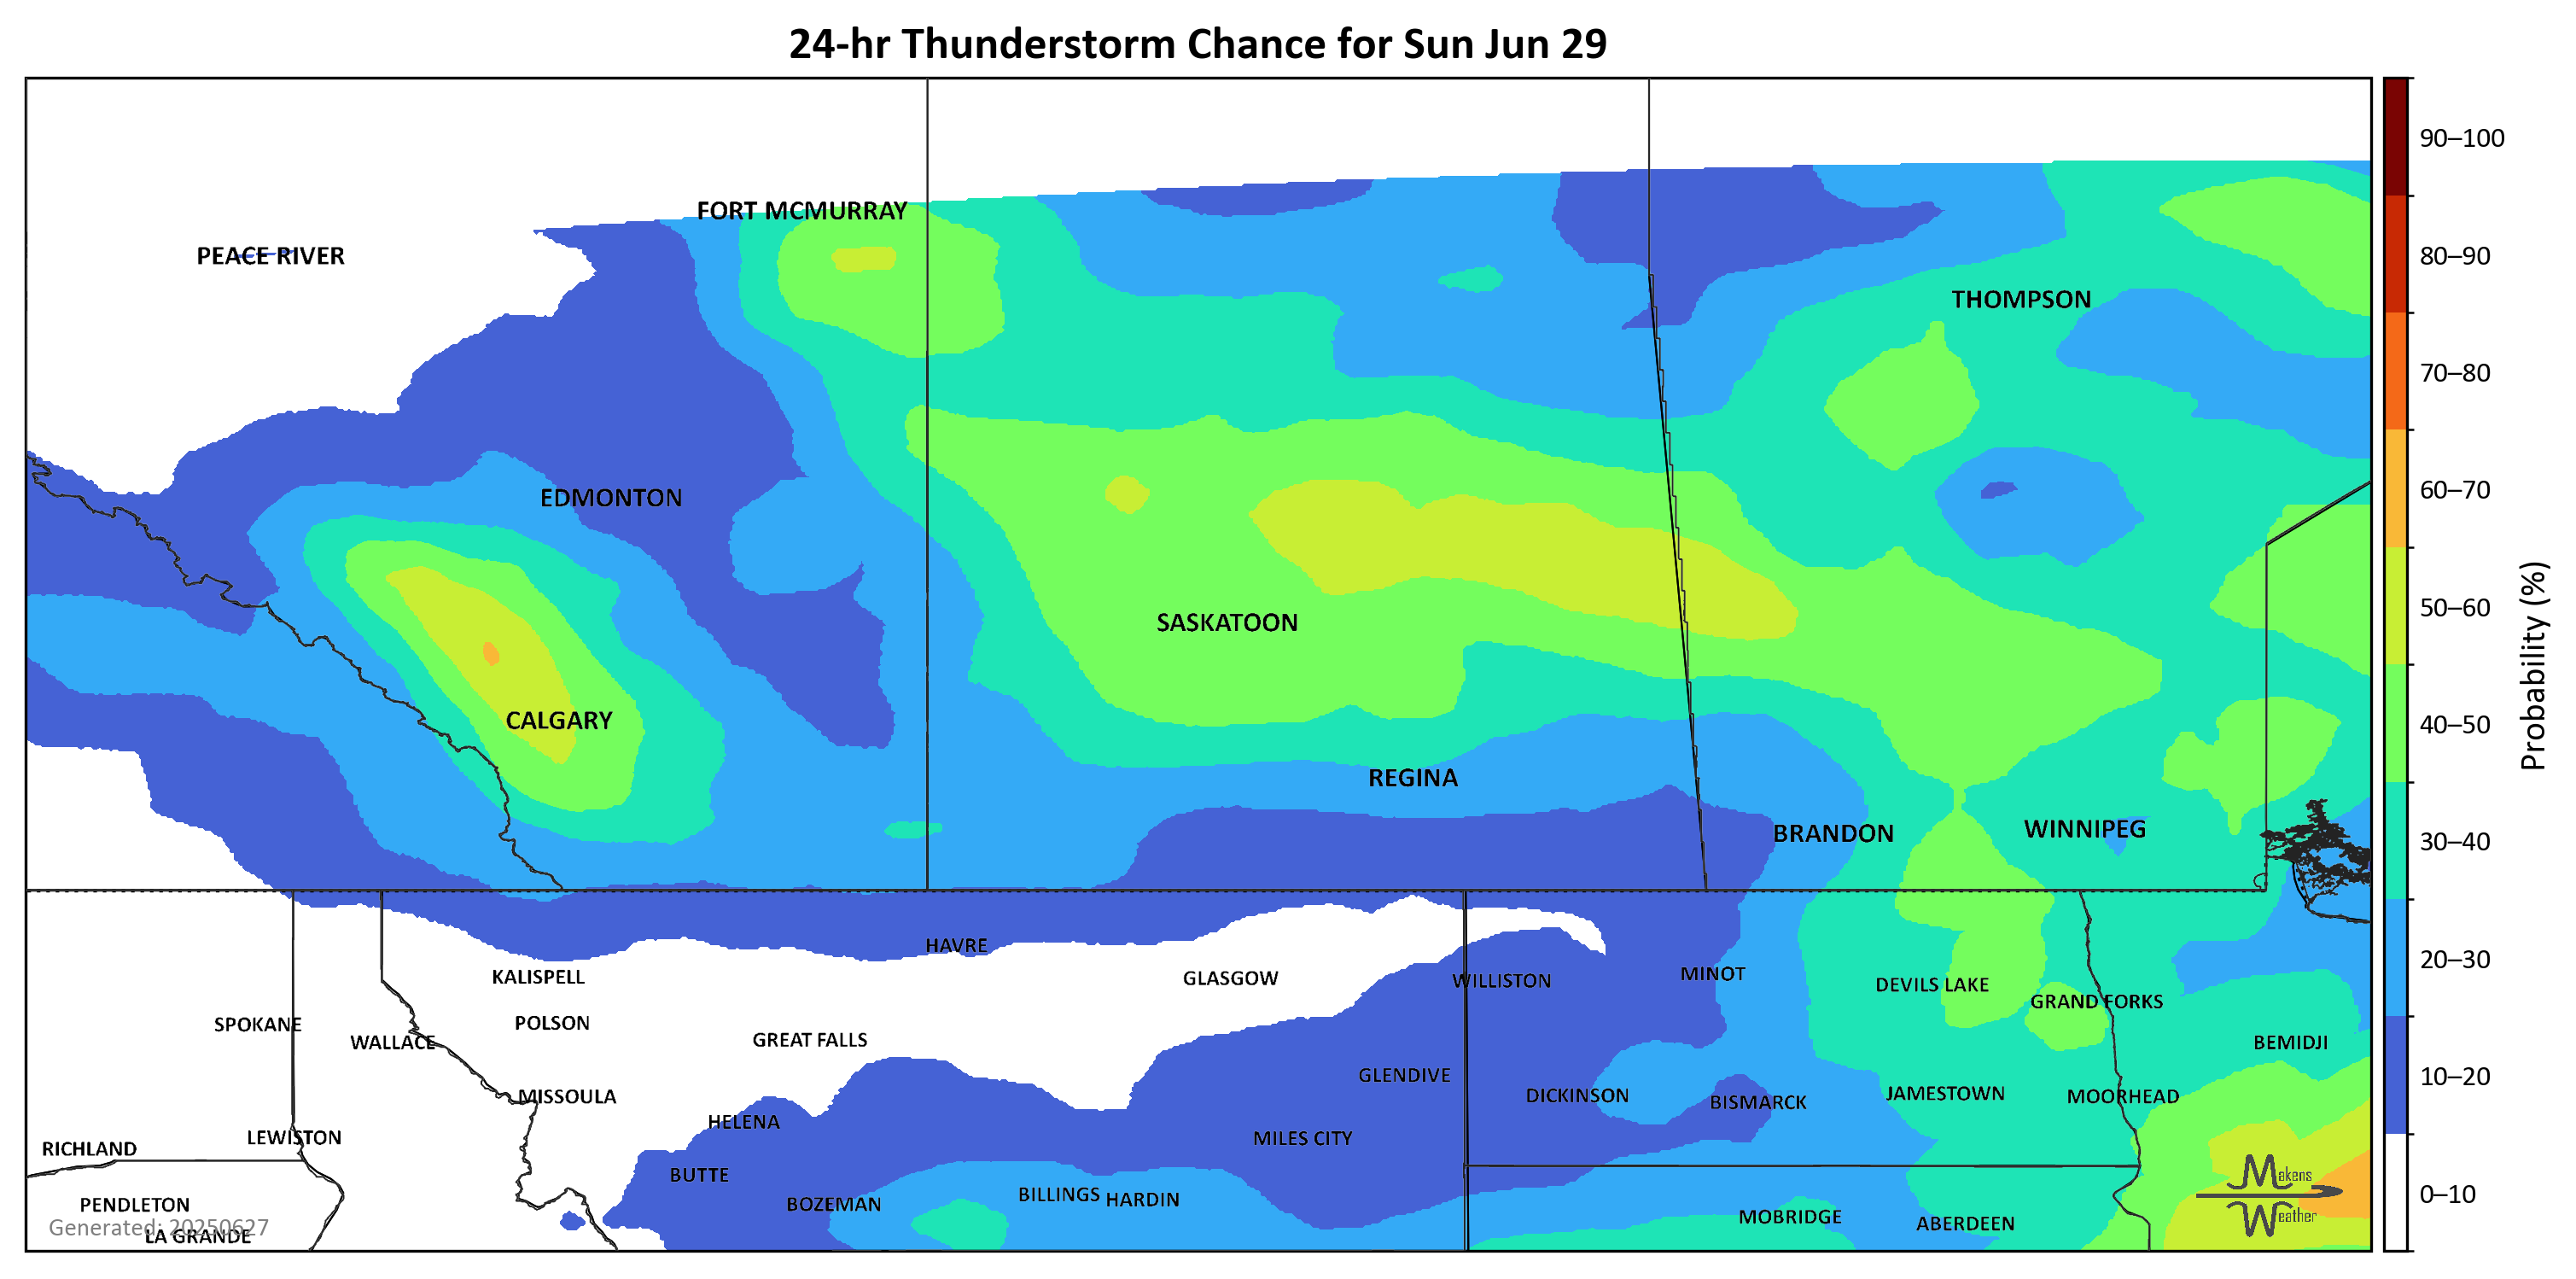 24-hr Thunderstorm Chance for Sun Jun 29
90–100
FORT MCMURRAY
PEACE RIVER
80–90
THOMPSON
70–80
EDMONTON
60–70
SASKATOON
50–60
CALGARY
40–50
REGINA
BRANDON
WINNIPEG
30–40
Probability (%)
HAVRE
20–30
KALISPELL
GLASGOW
WILLISTON
MINOT
DEVILS LAKE
GRAND FORKS
SPOKANE
POLSON
WALLACE
GREAT FALLS
BEMIDJI
10–20
GLENDIVE
MISSOULA
DICKINSON
BISMARCK
JAMESTOWN
MOORHEAD
HELENA
LEWISTON
MILES CITY
RICHLAND
BUTTE
Makens
0–10
PENDLETON
BOZEMAN
BILLINGS
HARDIN
MOBRIDGE
ABERDEEN
Weather
Generated: 20250627
LA GRANDE